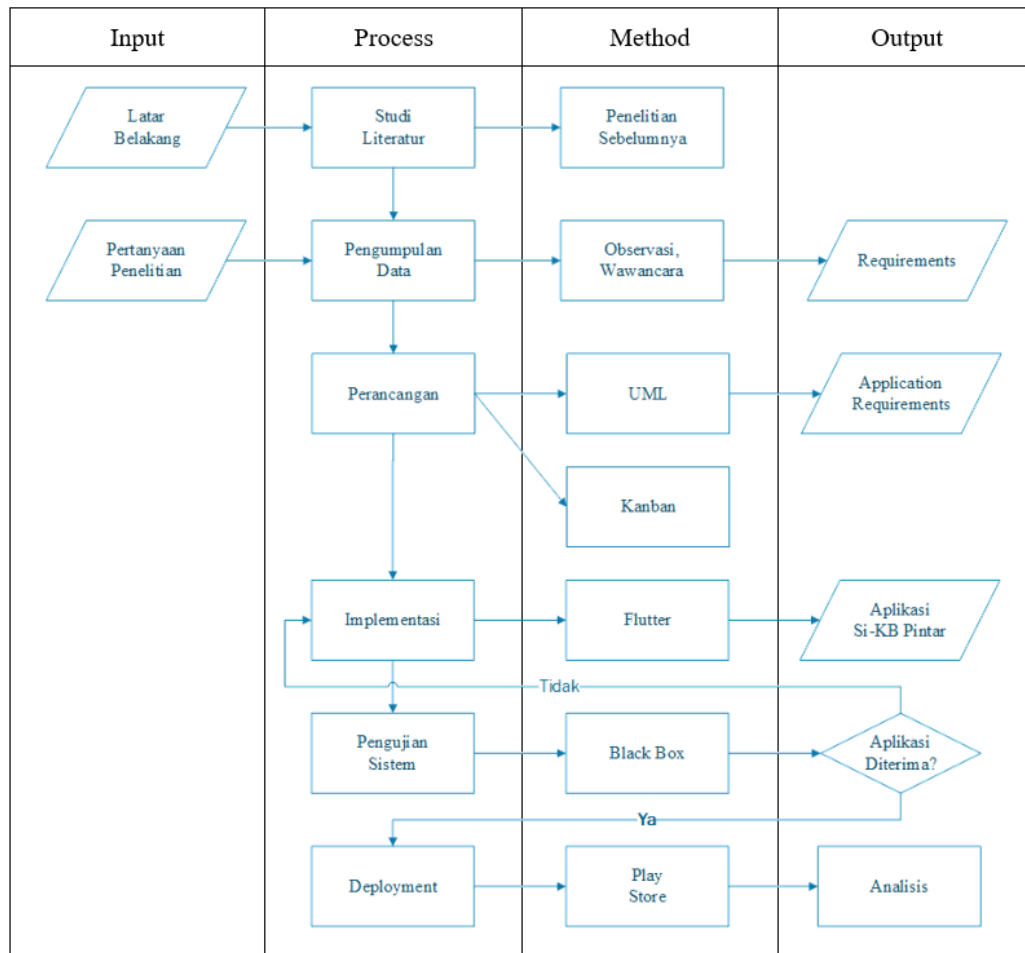 Input
Process
Method
Output
Latar
Belakang
Studi
Literatur
Penelitian
Sebelumnya
Pertanyaan
Penelitian
Pengumpulan
Data
Observasi,
Wawancara
Requirements
Perancangan
UML
Application
Requirements
Kanban
Implementasi
Flutter
Aplikasi
Si-KB Pintar
Tidak
Pengujian
Sistem
Black Box
Aplikasi
Diterima?
Ya
Deployment
Play
Store
Analisis